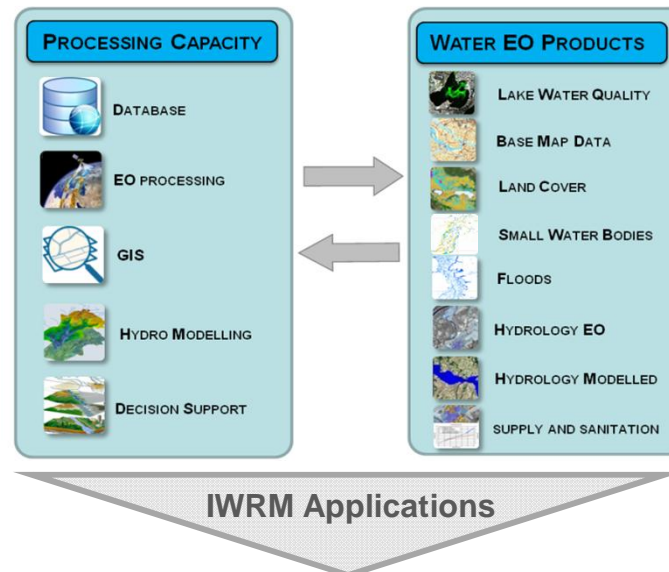 PROCESSING CAPACITY
DATABASE
EO PROCESSING
GIS
HYDRO MODELLING
DECISION SUPPORT
WATER EO PRODUCTS
LAKE WATER QUALITY
BASE MAP DATA
LAND COVER
SMALL WATER BODIES
FLOODS
HYDROLOGY EO
HYDROLOGY MODELLED
SUPPLY AND SANITATION
IWRM Applications